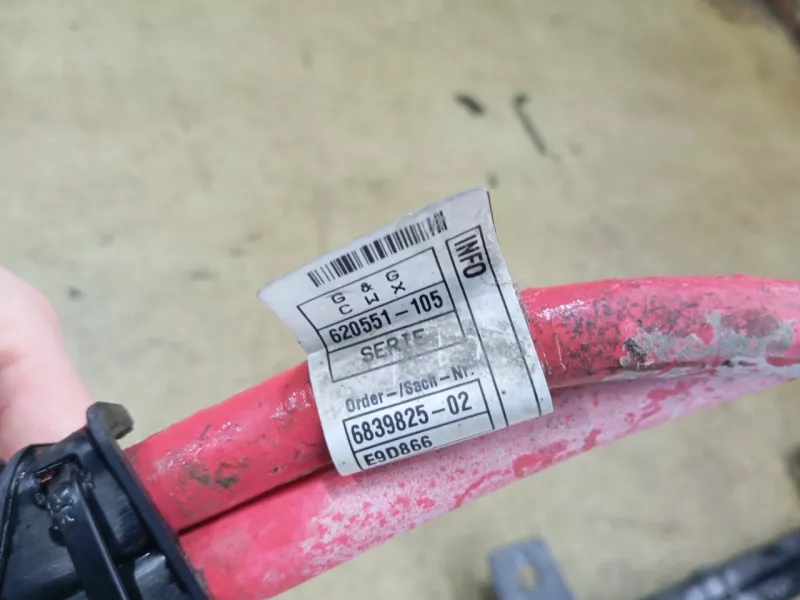 G & G
C W X
620551-105
SERIE
Order-/Sach-Nr.
6839825-02
E9D866
INFO